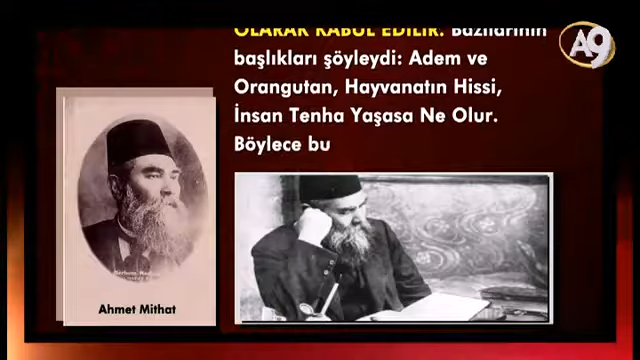 OLARAK KABUL EDİLİR. Bazılarının
başlıkları şöyleydi: Adem ve
Orangutan, Hayvanatın Hissi,
İnsan Tenha Yaşasa Ne Olur.
Böylece bu
A9
Ahmet Mithat